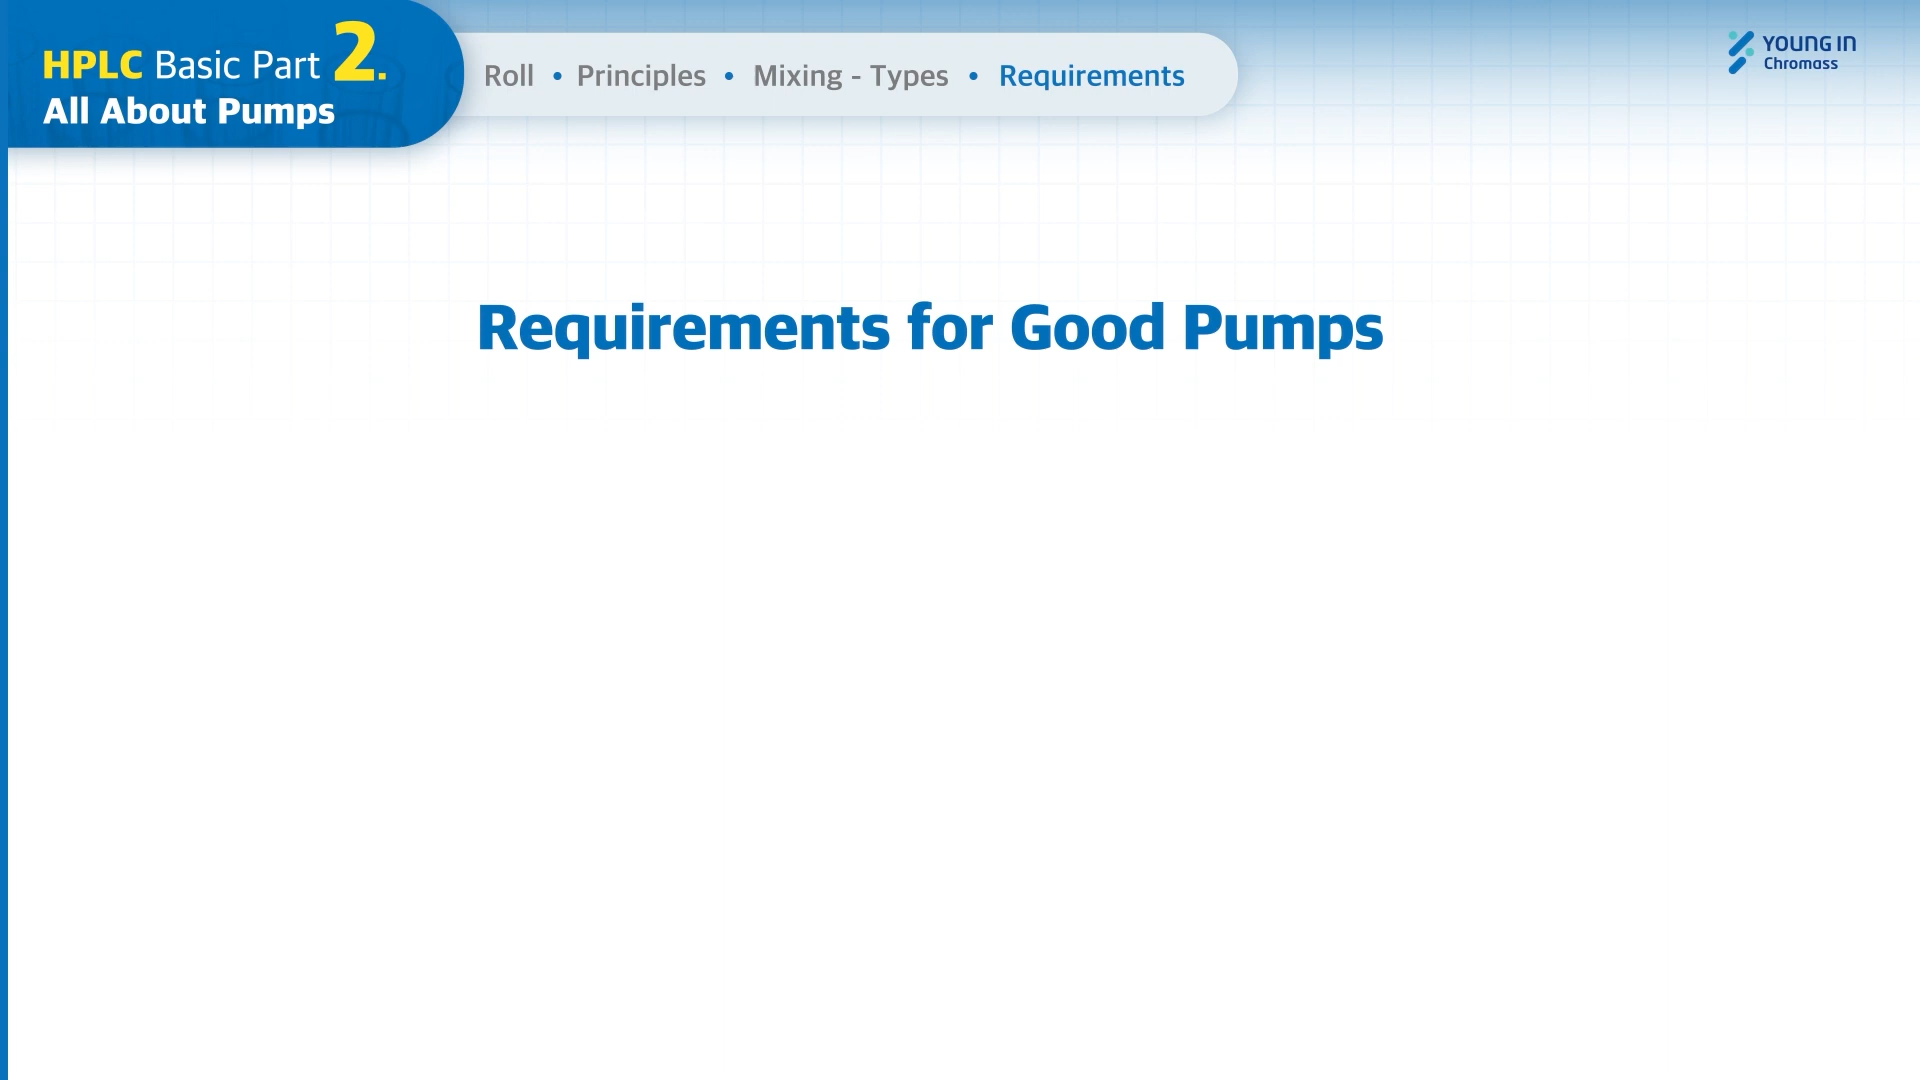 HPLC Basic Part 2.
All About Pumps
Roll • Principles • Mixing - Types • Requirements
YOUNG IN
Chromass
Requirements for Good Pumps